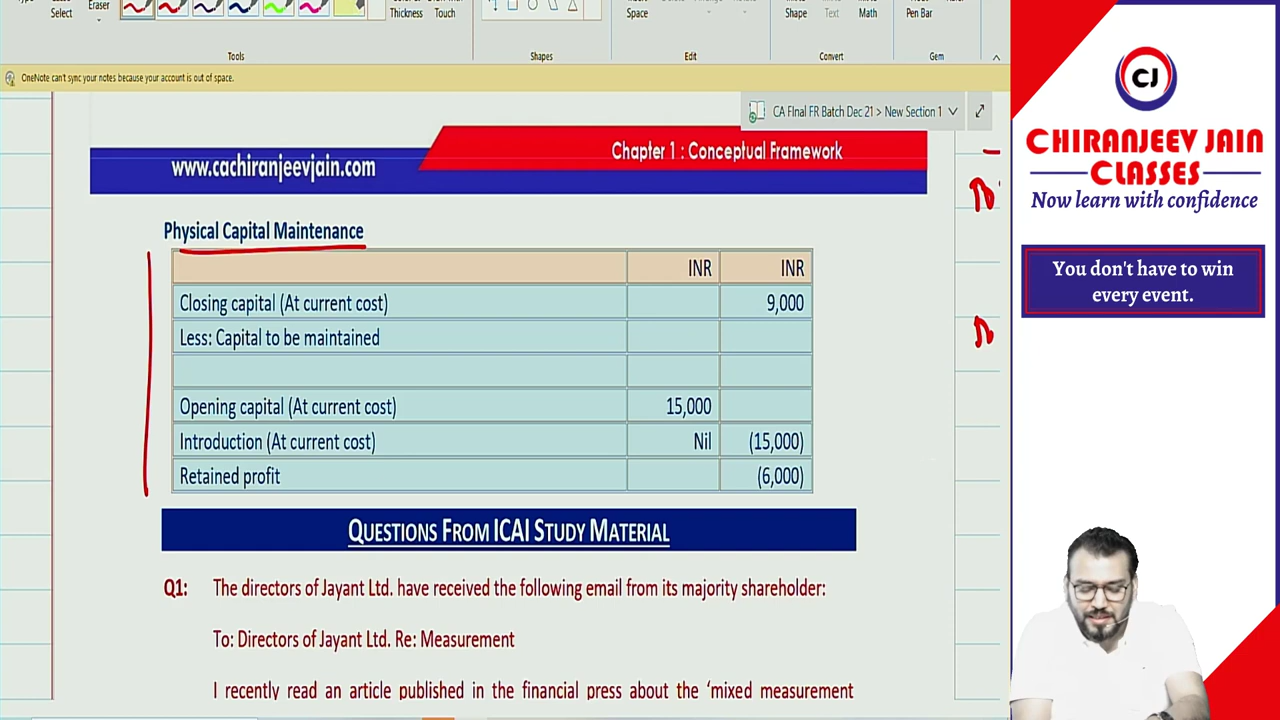 Select
Eraser
Thickness
Touch
Space
Shape
Text
Math
Pen Bar
Tools
Shapes
Edit
Convert
Gem
OneNote can't sync your notes because your account is out of space.
CA FInal FR Batch Dec 21 > New Section 1
www.cachiranjeevjain.com
Chapter 1 : Conceptual Framework
Physical Capital Maintenance
INR INR
Closing capital (At current cost) 9,000
Less: Capital to be maintained
Opening capital (At current cost) 15,000
Introduction (At current cost) Nil (15,000)
Retained profit (6,000)
QUESTIONS FROM ICAI STUDY MATERIAL
Q1: The directors of Jayant Ltd. have received the following email from its majority shareholder:
To: Directors of Jayant Ltd. Re: Measurement
I recently read an article published in the financial press about the ‘mixed measurement
CJ
CHIRANJEEV JAIN
CLASSES
Now learn with confidence
You don't have to win
every event.